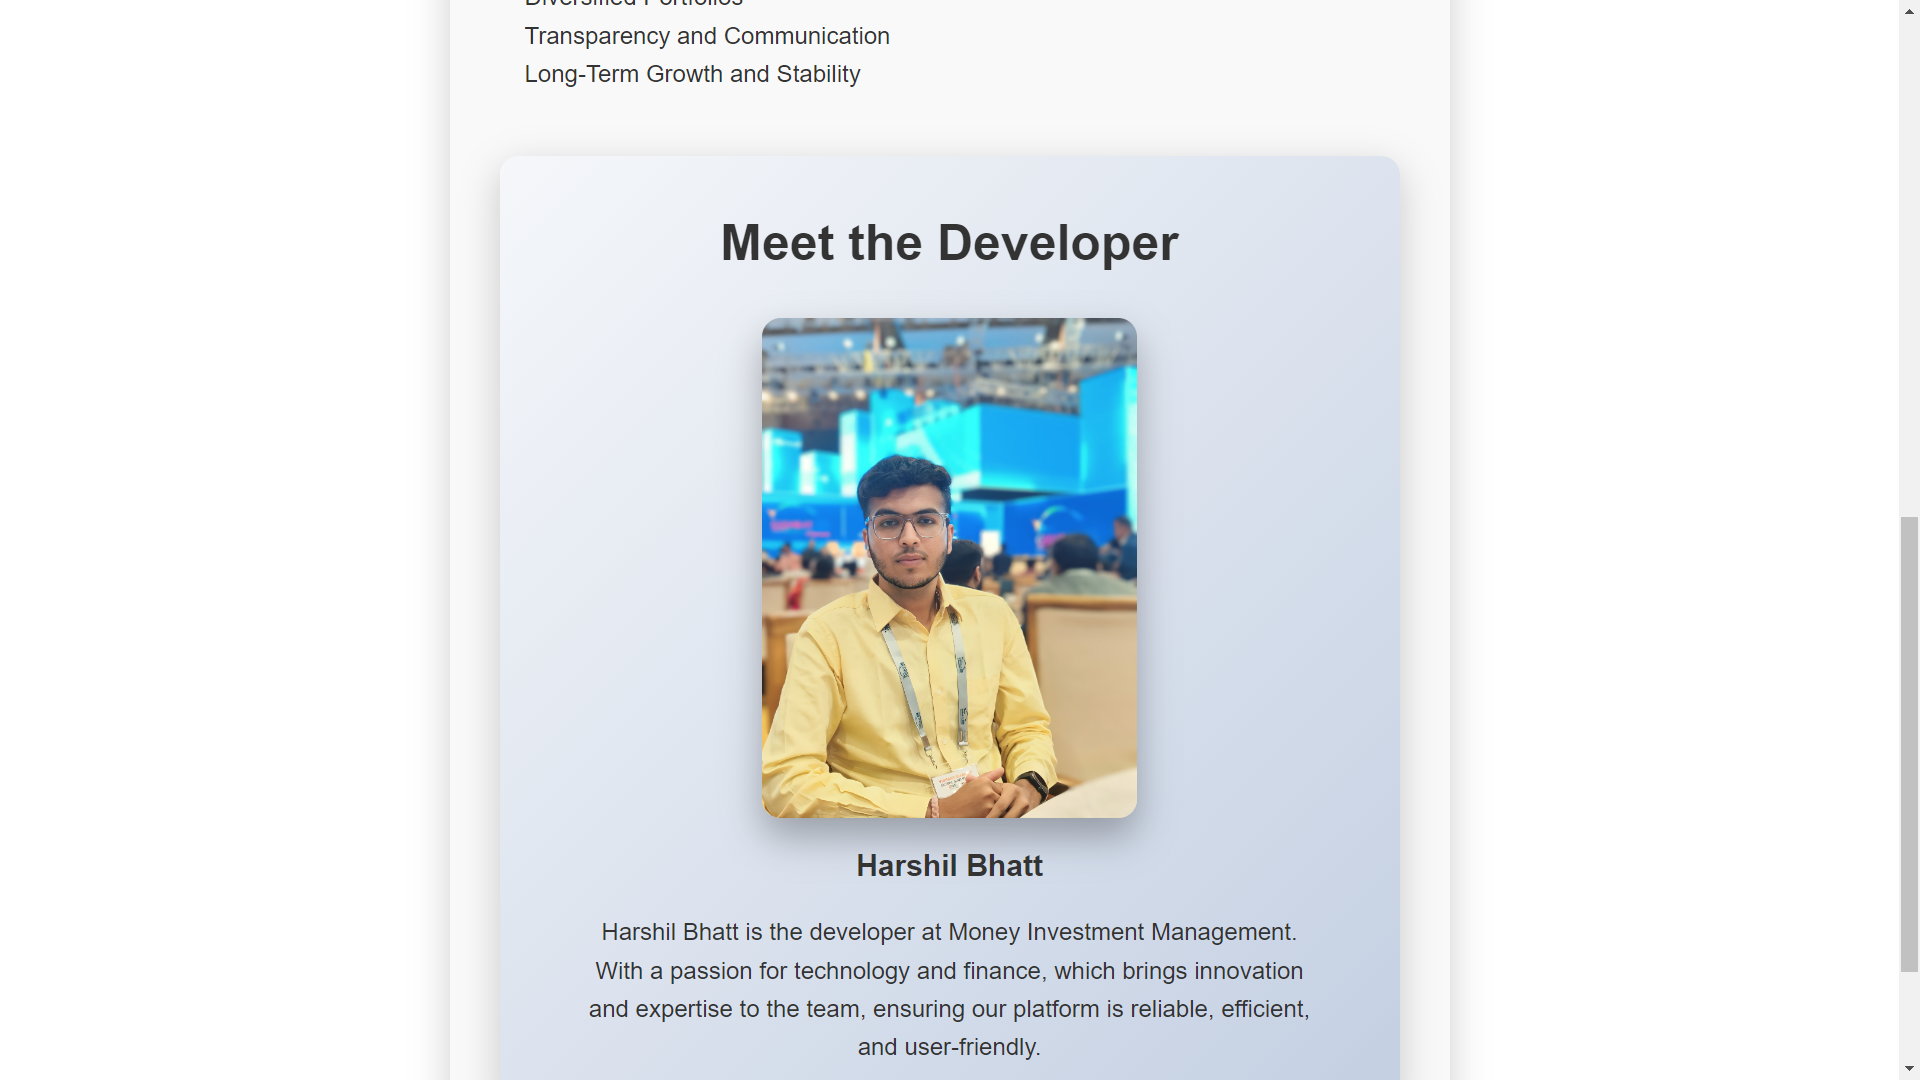 Diversified Portfolios
Transparency and Communication
Long-Term Growth and Stability
Meet the Developer
Harshil Bhatt
Harshil Bhatt is the developer at Money Investment Management.
With a passion for technology and finance, which brings innovation
and expertise to the team, ensuring our platform is reliable, efficient,
and user-friendly.